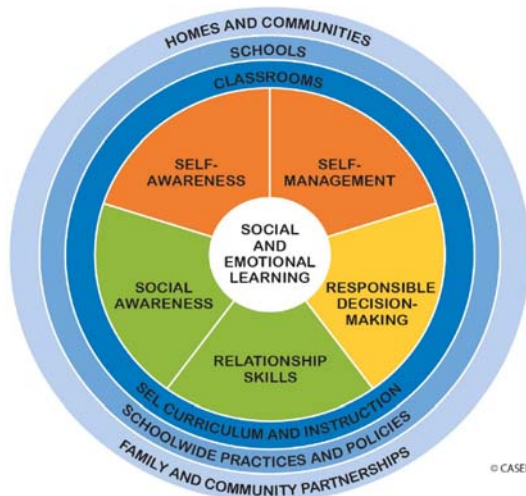 HOMES AND COMMUNITIES
SCHOOLS
CLASSROOMS
SELF-
AWARENESS
SELF-
MANAGEMENT
SOCIAL
AND
EMOTIONAL
LEARNING
SOCIAL
AWARENESS
RESPONSIBLE
DECISION-
MAKING
RELATIONSHIP
SKILLS
SEL CURRICULUM AND INSTRUCTION
SCHOOLWIDE PRACTICES AND POLICIES
FAMILY AND COMMUNITY PARTNERSHIPS